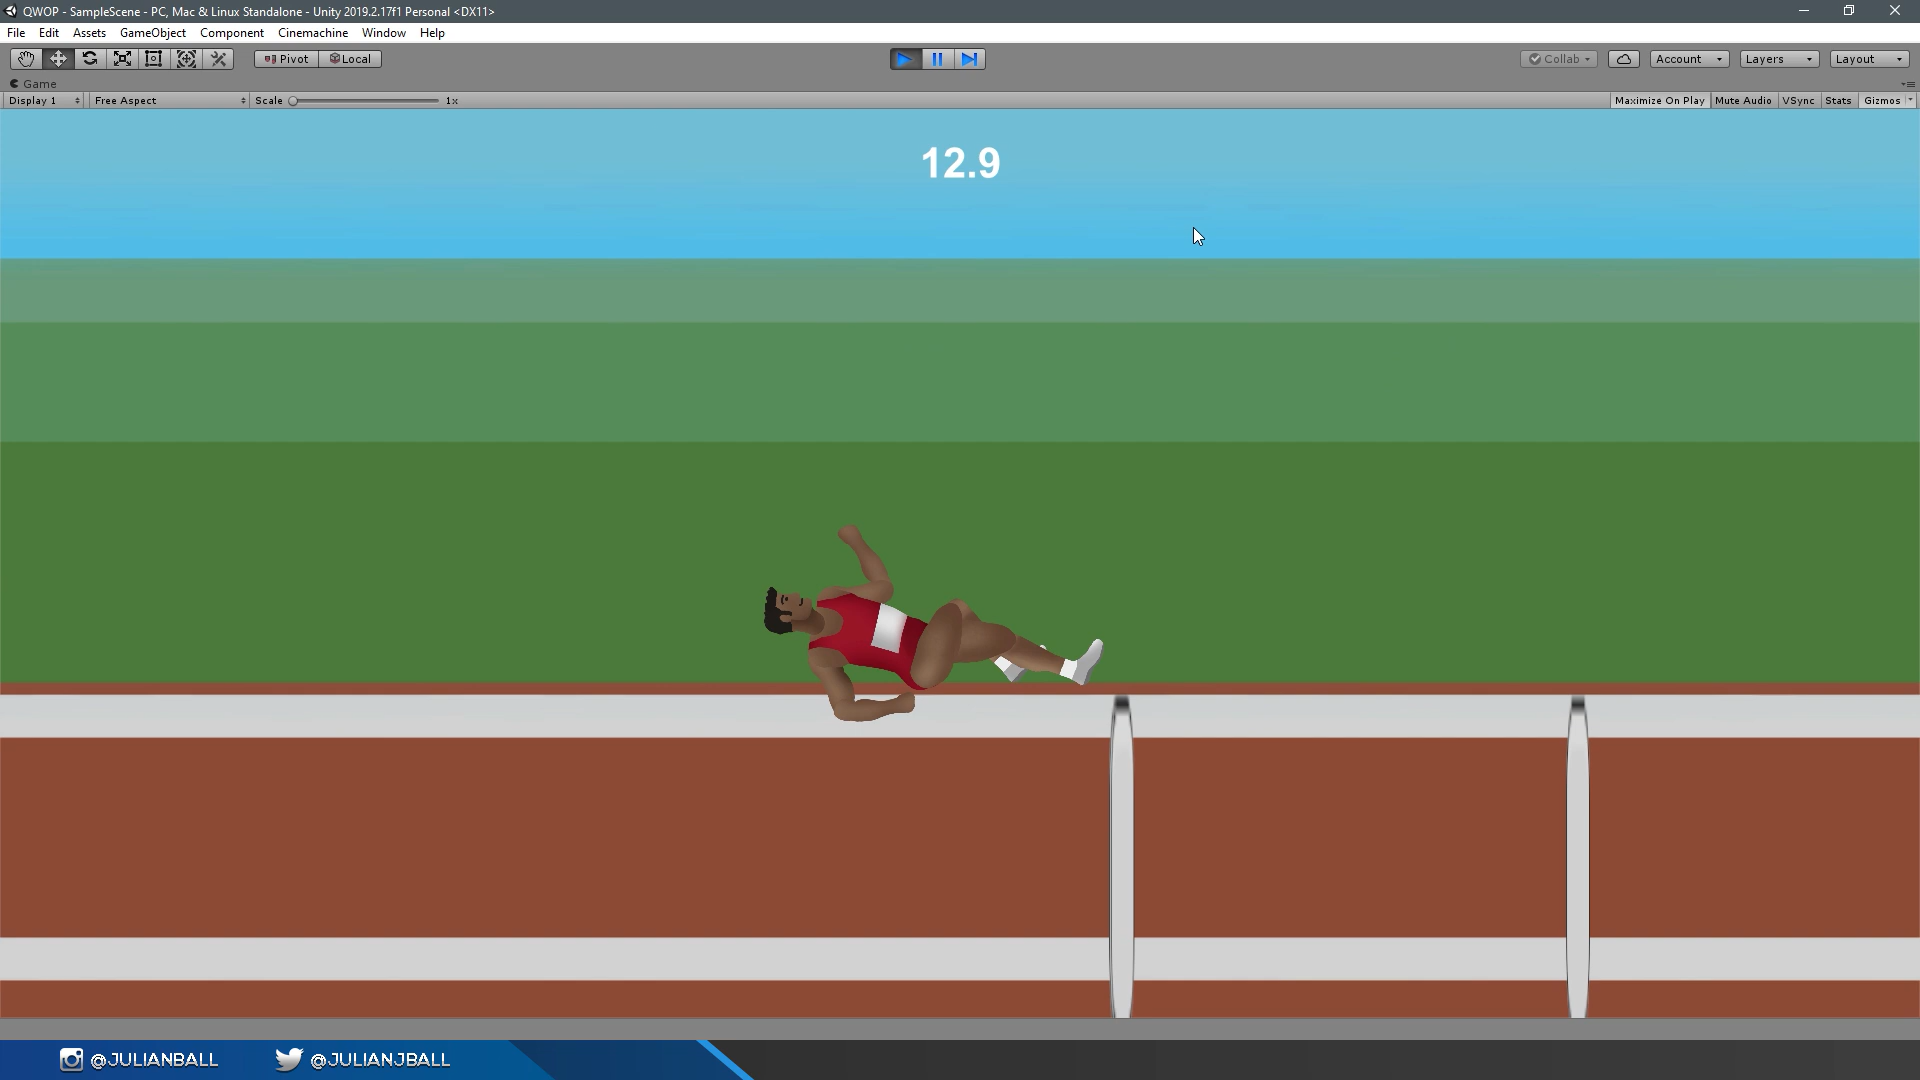 QWOP - SampleScene - PC, Mac & Linux Standalone - Unity 2019.2.17f1 Personal <DX11>
File Edit Assets GameObject Component Cinemachine Window Help
Pivot Local Collab Account Layers Layout
Game
Display 1 Free Aspect Scale 1x Maximize On Play Mute Audio VSync Stats Gizmos
12.9
@JULIANBALL @JULIANJBALL